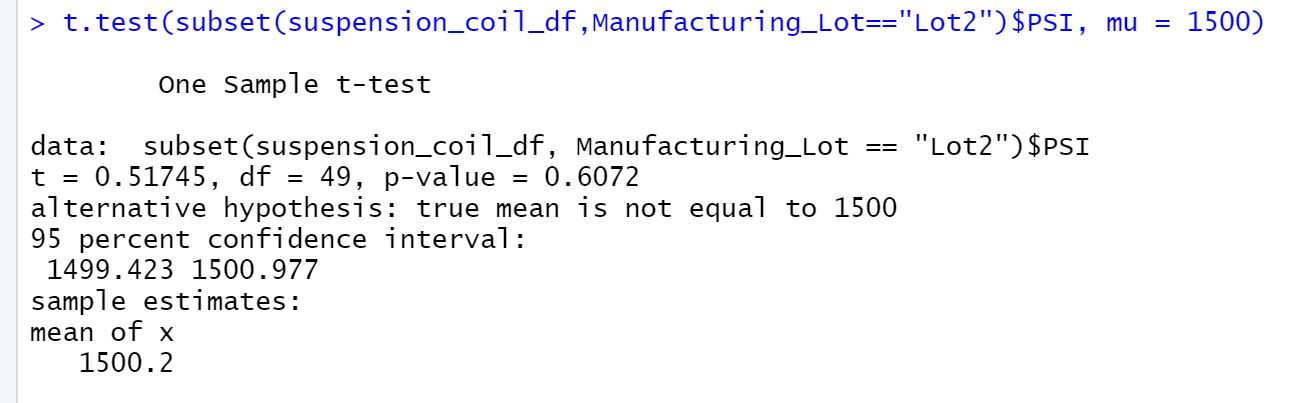 > t.test(subset(suspension_coil_df,Manufacturing_Lot=="Lot2")$PSI, mu = 1500)
One Sample t-test
data:  subset(suspension_coil_df, Manufacturing_Lot == "Lot2")$PSI
t = 0.51745, df = 49, p-value = 0.6072
alternative hypothesis: true mean is not equal to 1500
95 percent confidence interval:
1499.423 1500.977
sample estimates:
mean of x
1500.2